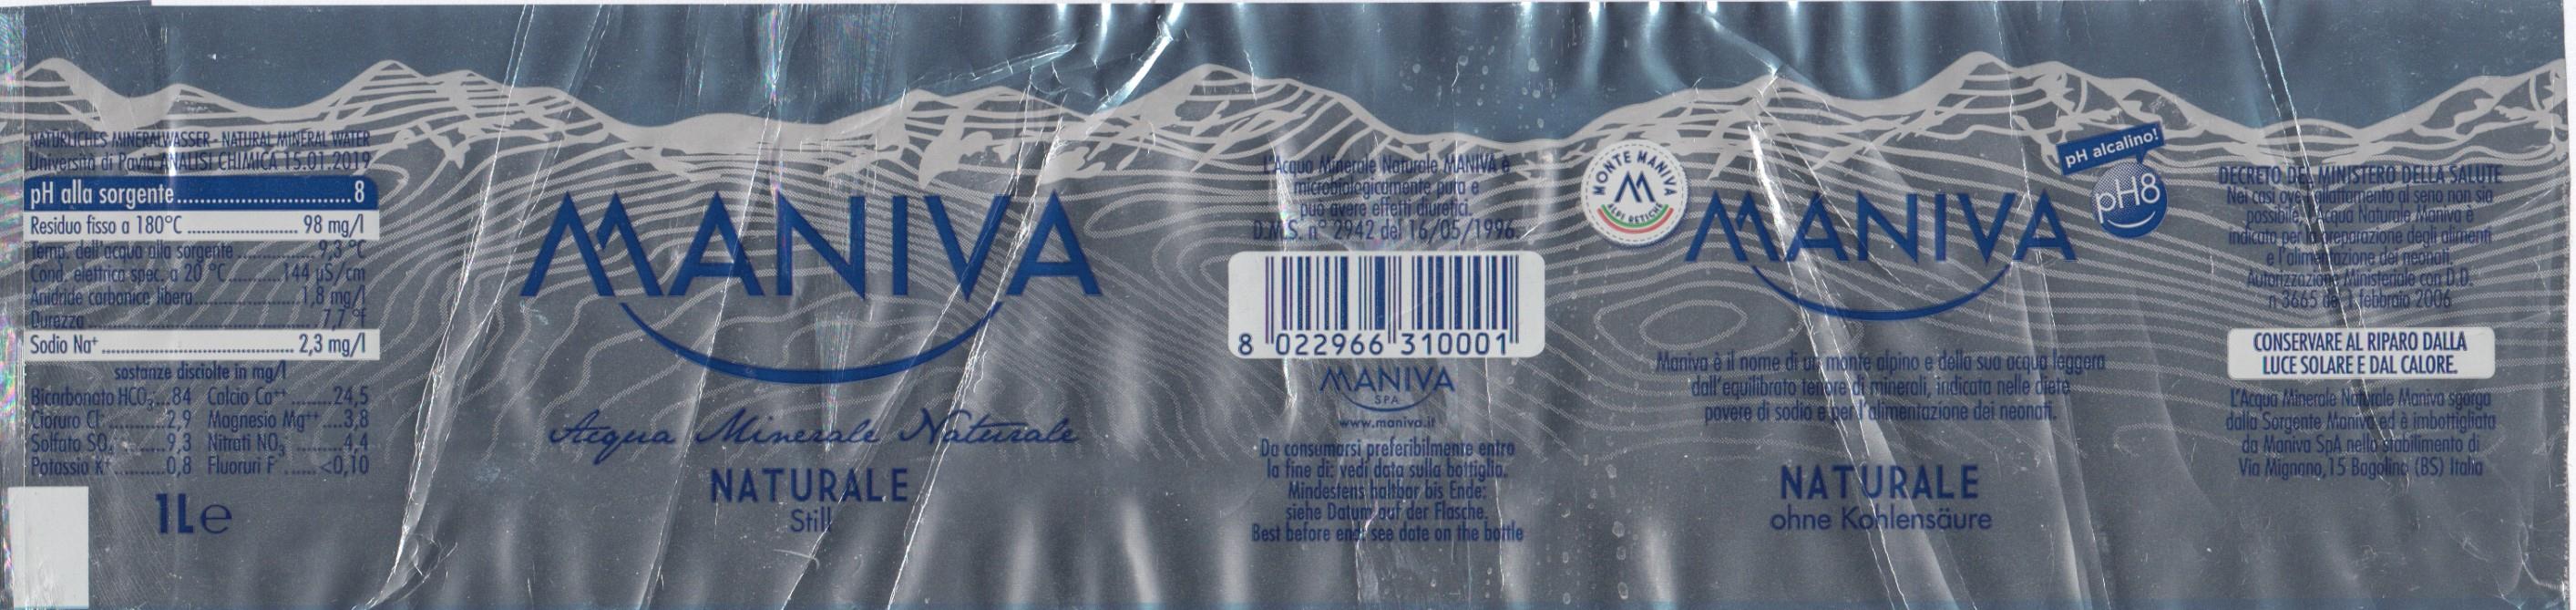 NATÜRLICHES MINERALWASSER - NATURAL MINERAL WATER
Università di Pavia ANALISI CHIMICA 15.01.2019
pH alla sorgente..............................8
Residuo fisso a 180°C ...................... 98 mg/l
Temp. dell'acqua alla sorgente ................ 9,3 °C
Cond. elettrica spec. a 20 °C..........144 µS/cm
Anidride carbonica libera.....................1,8 mg/l
Durezza ............................................. 7,7 °f
Sodio Na⁺ ...................................... 2,3 mg/l
sostanze disciolte in mg/l
Bicarbonato HCO₃⁻...84 Calcio Ca⁺⁺ ........24,5
Cloruro Cl⁻ ...........2,9 Magnesio Mg⁺⁺....3,8
Solfato SO₄⁻⁻ ......9,3 Nitrati NO₃⁻ .........4,4
Potassio K⁺..........0,8 Fluoruri F⁻ ......<0,10
1L e
MANIVA
Acqua Minerale Naturale
NATURALE
Still
L'Acqua Minerale Naturale MANIVA è
microbiologicamente pura e
può avere effetti diuretici.
D.M.S. n° 2942 del 16/05/1996.
8 022966 310001
MANIVA
SPA
www.maniva.it
Da consumarsi preferibilmente entro
la fine di: vedi data sulla bottiglia.
Mindestens haltbar bis Ende:
siehe Datum auf der Flasche.
Best before end: see date on the bottle
MONTE MANIVA
M
ALPI RETICHE
MANIVA
pH alcalino!
pH8
Maniva è il nome di un monte alpino e della sua acqua leggera
dall'equilibrato tenore di minerali, indicata nelle diete
povere di sodio e per l'alimentazione dei neonati.
NATURALE
ohne Kohlensäure
DECRETO DEL MINISTERO DELLA SALUTE
Nei casi ove l'allattamento al seno non sia
possibile, l'Acqua Naturale Maniva è
indicata per la preparazione degli alimenti
e l'alimentazione dei neonati.
Autorizzazione Ministeriale con D.D.
n 3665 del 1 febbraio 2006
CONSERVARE AL RIPARO DALLA
LUCE SOLARE E DAL CALORE.
L'Acqua Minerale Naturale Maniva sgorga
dalla Sorgente Maniva ed è imbottigliata
da Maniva SpA nello stabilimento di
Via Mignano,15 Bagolino (BS) Italia